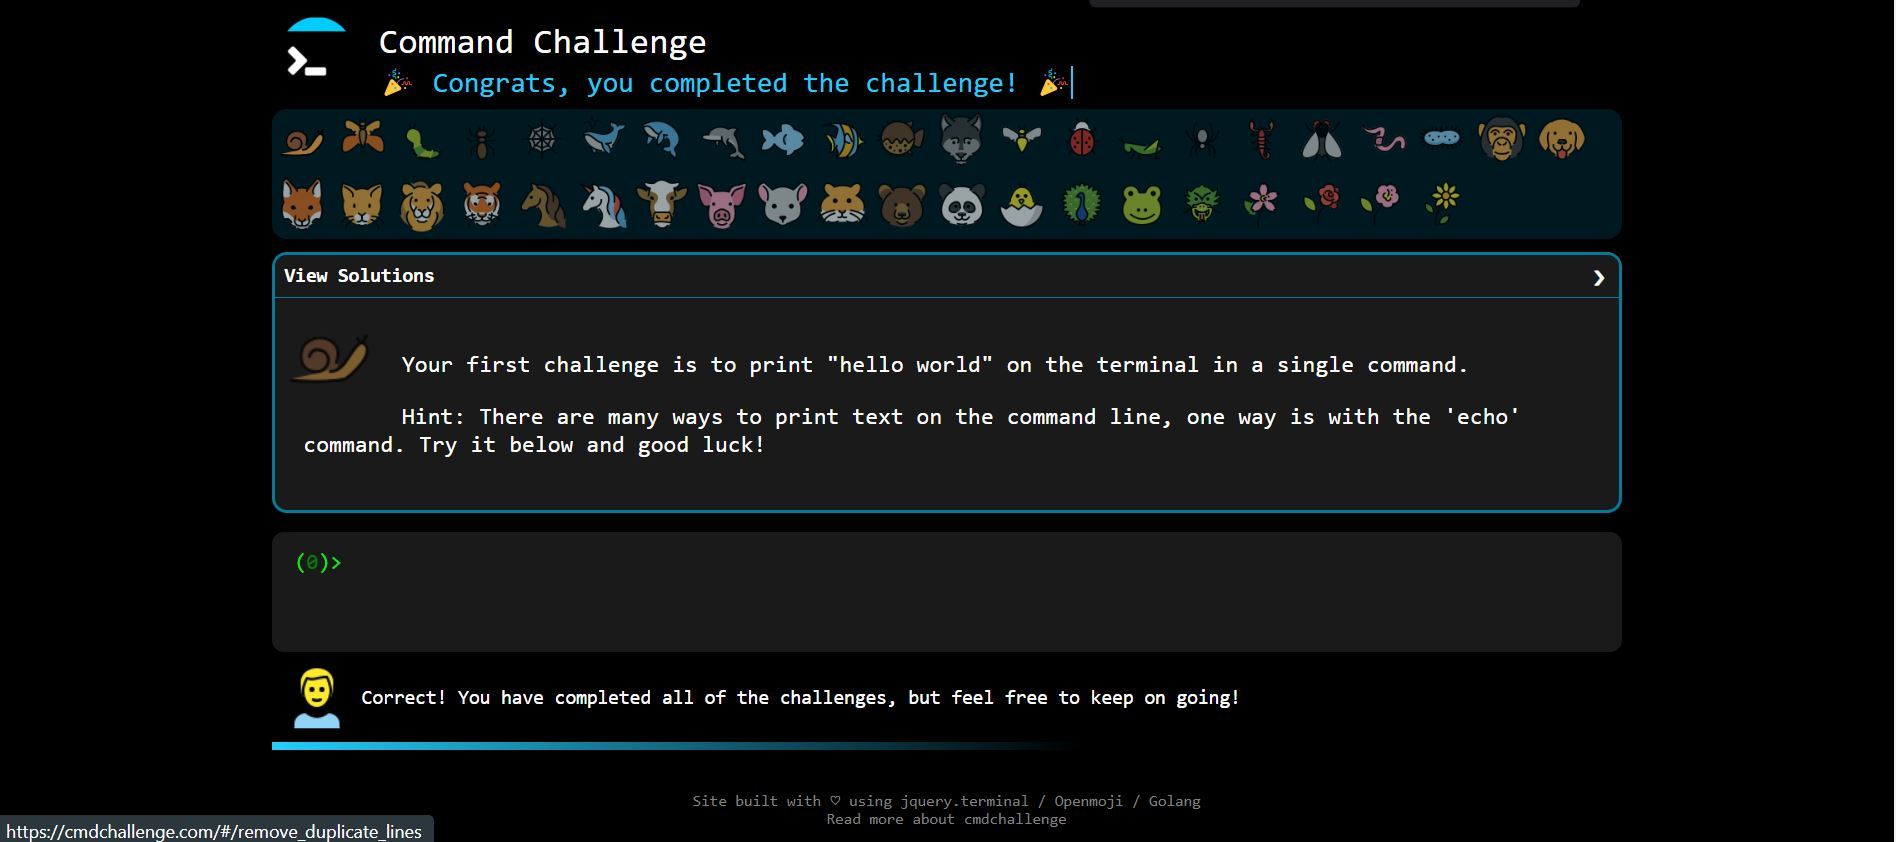 Command Challenge
🎉 Congrats, you completed the challenge! 🎉
View Solutions
Your first challenge is to print "hello world" on the terminal in a single command.
Hint: There are many ways to print text on the command line, one way is with the 'echo'
command. Try it below and good luck!
(0)>
Correct! You have completed all of the challenges, but feel free to keep on going!
Site built with ♡ using jquery.terminal / Openmoji / Golang
Read more about cmdchallenge
https://cmdchallenge.com/#/remove_duplicate_lines